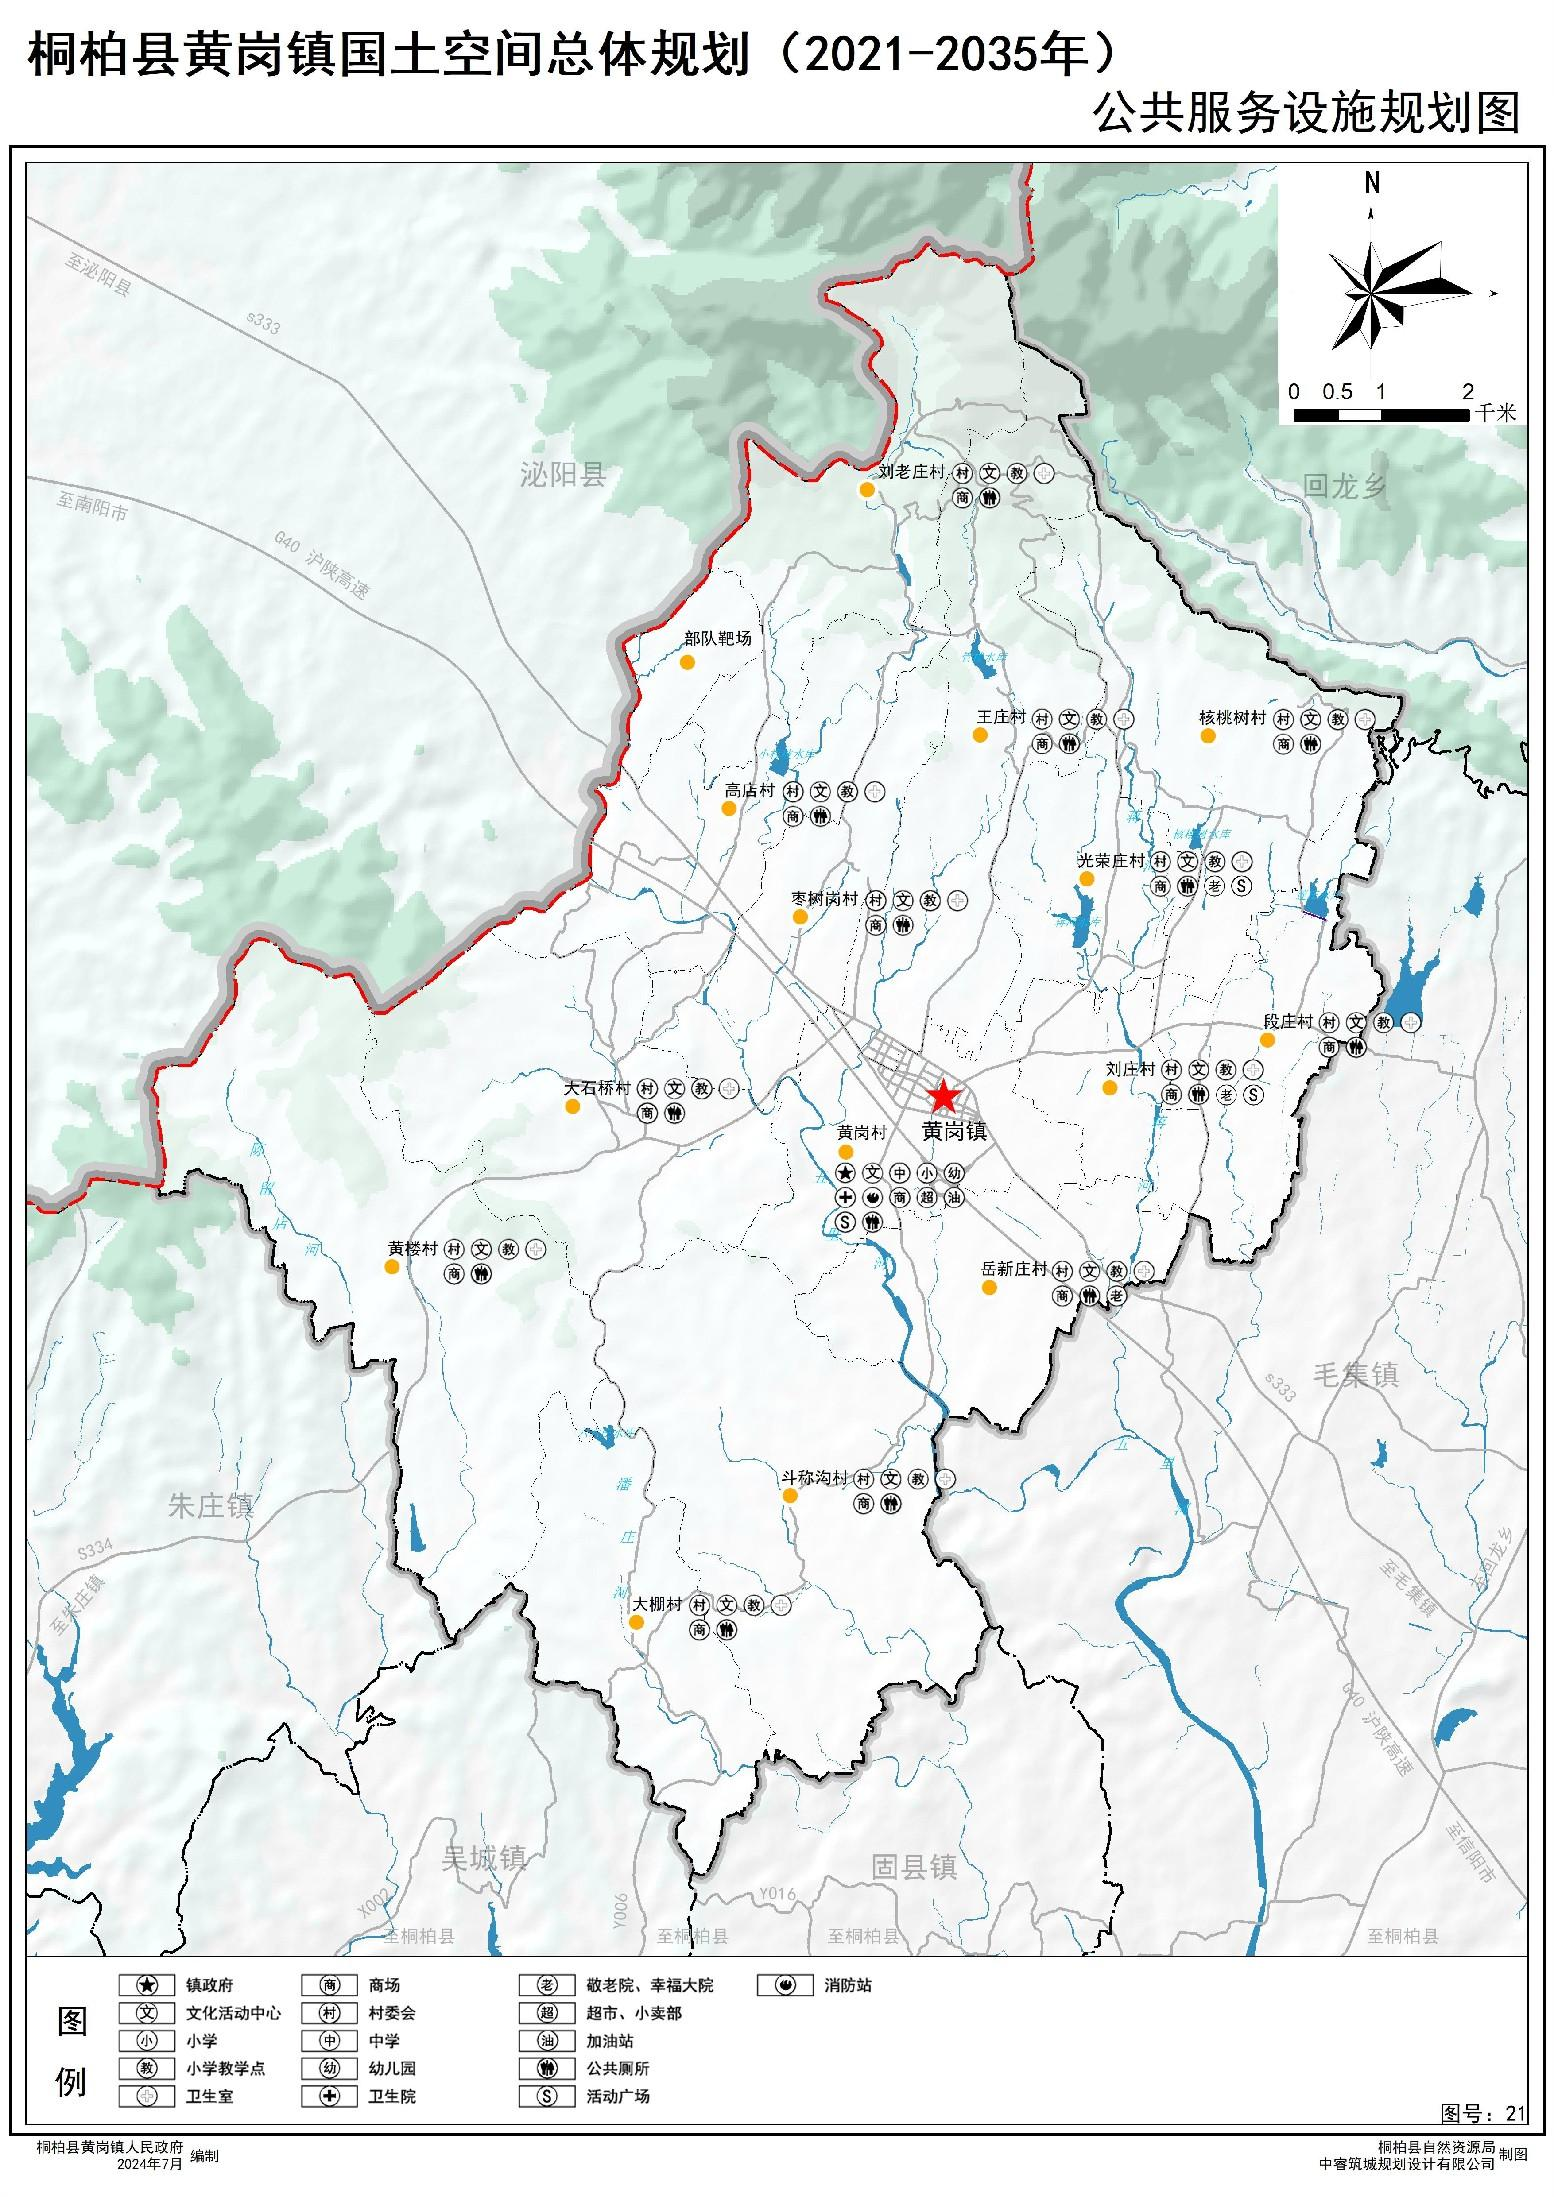 桐柏县黄岗镇国土空间总体规划（2021-2035年）
公共服务设施规划图
N
0 0.5 1 2
千米
至泌阳县
s333
泌阳县
回龙乡
至南阳市
G40 沪陕高速
刘老庄村 村 文 教
商
部队靶场
王庄村 村 文 教
商
核桃树村 村 文 教
商
高店村 村 文 教
商
光荣庄村 村 文 教
商 老 S
枣树岗村 村 文 教
商
段庄村 村 文 教
商
刘庄村 村 文 教
商 老 S
大石桥村 村 文 教
商
黄岗镇
黄岗村
文 中 小 幼
商 超 油
S
黄楼村 村 文 教
商
岳新庄村 村 文 教
商 老
毛集镇
s333
斗称沟村 村 文 教
商
五里
潘庄河
朱庄镇
S334
至朱庄镇
至毛集镇
至回龙乡
大棚村 村 文 教
商
G40 沪陕高速
至信阳市
吴城镇
固县镇
X002
Y006
Y016
至桐柏县
至桐柏县
至桐柏县
至桐柏县
图例
镇政府
商 商场
老 敬老院、幸福大院
消防站
文 文化活动中心
村 村委会
超 超市、小卖部
小 小学
中 中学
油 加油站
教 小学教学点
幼 幼儿园
公共厕所
卫生室
卫生院
S 活动广场
图号：21
桐柏县黄岗镇人民政府
2024年7月
编制
桐柏县自然资源局
中睿筑城规划设计有限公司
制图